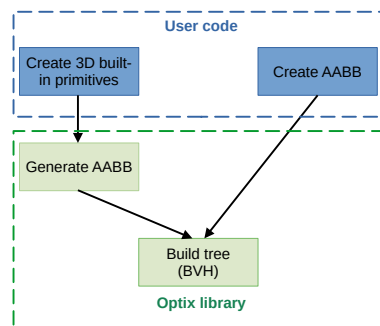 User code
Create 3D built-
in primitives
Create AABB
Generate AABB
Build tree
(BVH)
Optix library